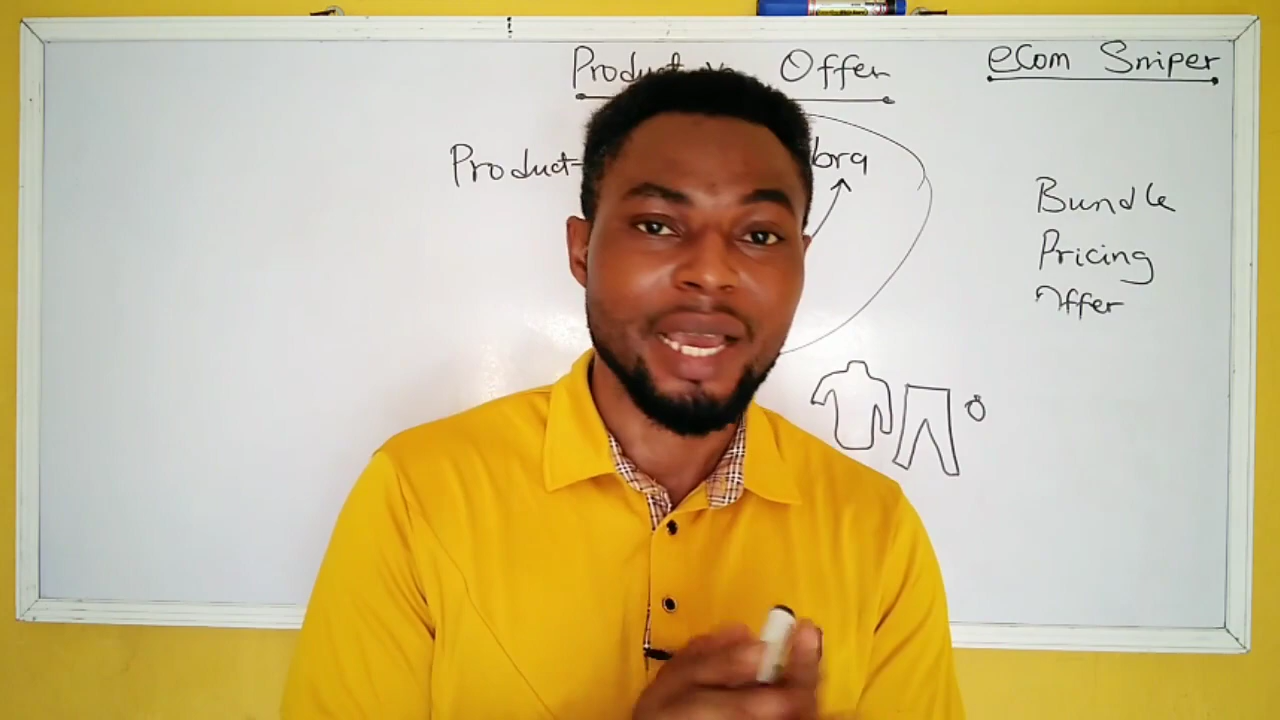 Product Offer
eCom Sniper
Product
Bundle
Pricing
Offer